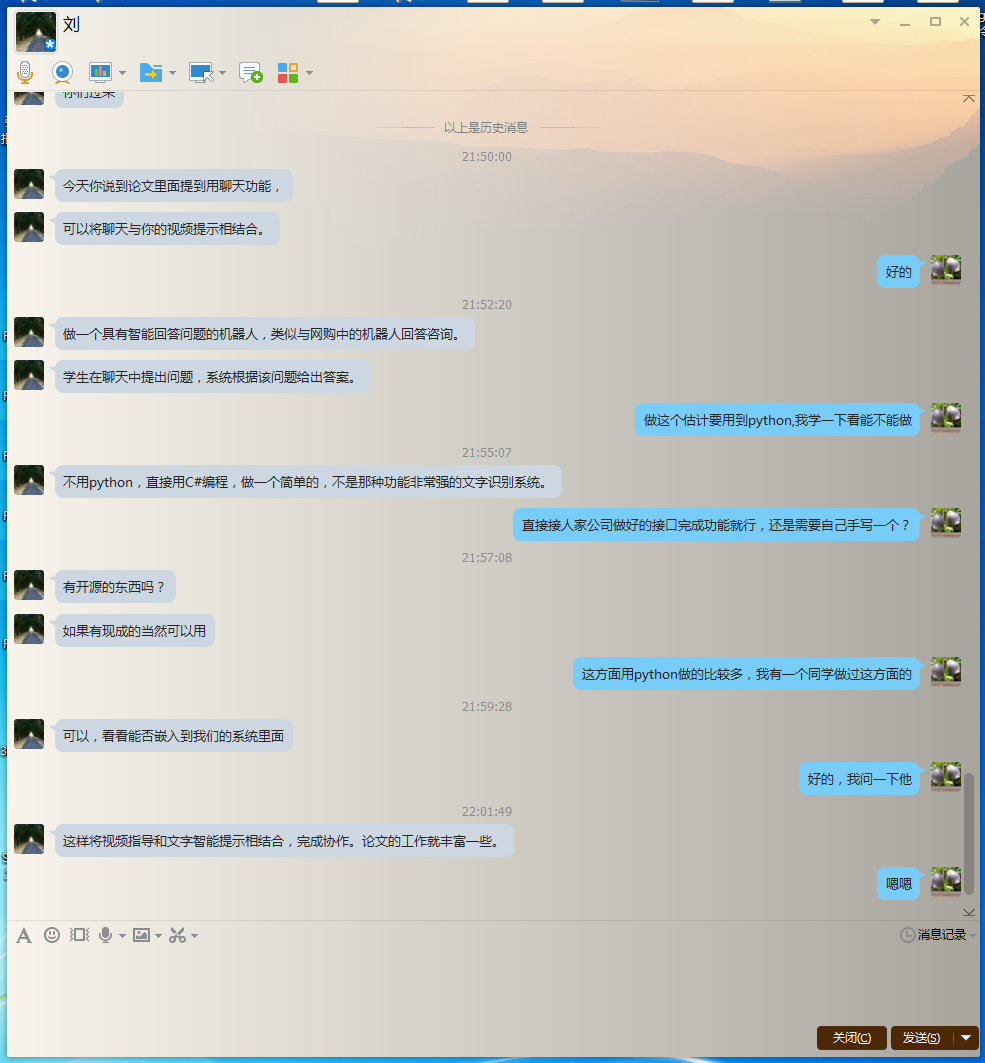 刘
你们过来
以上是历史消息
21:50:00
今天你说到论文里面提到用聊天功能，
可以将聊天与你的视频提示相结合。
好的
21:52:20
做一个具有智能回答问题的机器人，类似与网购中的机器人回答咨询。
学生在聊天中提出问题，系统根据该问题给出答案。
做这个估计要用到python,我学一下看能不能做
21:55:07
不用python，直接用C#编程，做一个简单的，不是那种功能非常强的文字识别系统。
直接接人家公司做好的接口完成功能就行，还是需要自己手写一个？
21:57:08
有开源的东西吗？
如果有现成的当然可以用
这方面用python做的比较多，我有一个同学做过这方面的
21:59:28
可以，看看能否嵌入到我们的系统里面
好的，我问一下他
22:01:49
这样将视频指导和文字智能提示相结合，完成协作。论文的工作就丰富一些。
嗯嗯
消息记录
关闭(C) 发送(S)